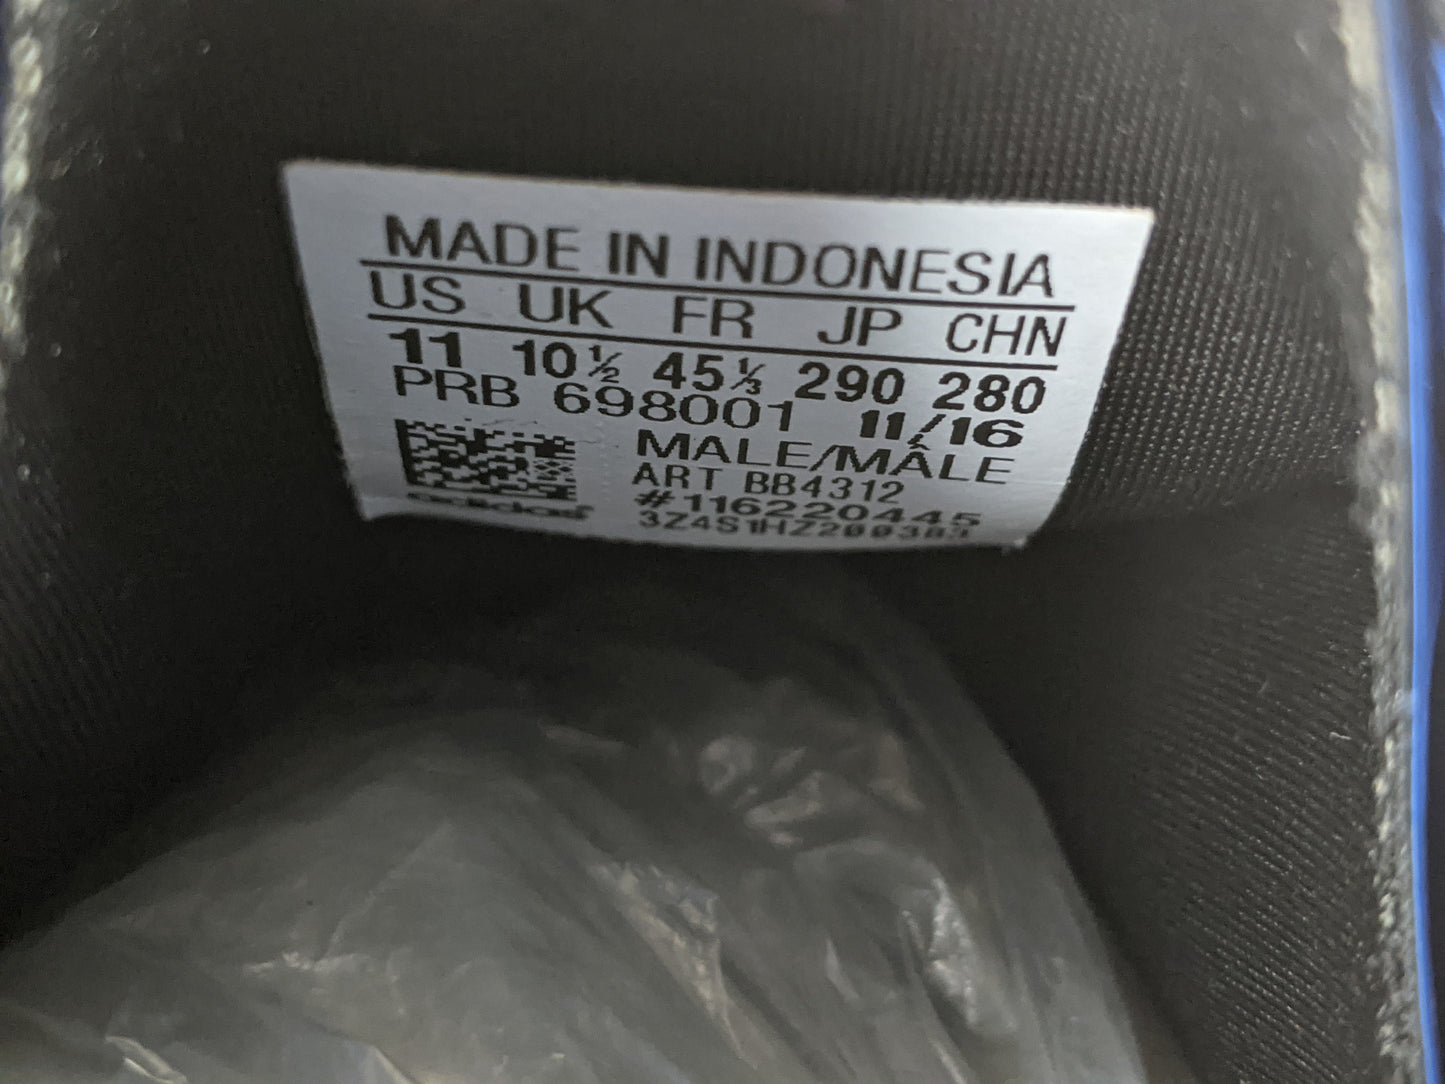 MADE IN INDONESIA
US UK FR JP CHN
11 10½ 45⅓ 290 280
PRB 698001 11/16
MALE/MÂLE
ART BB4312
#116220445
3Z4S1HZ200383
adidas